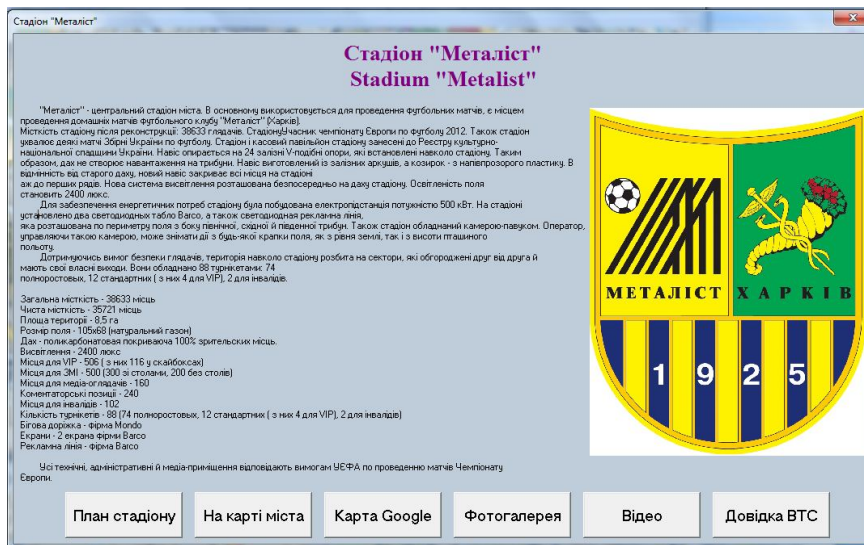 Стадіон "Металіст"
Стадіон "Металіст"
Stadium "Metalist"
"Металіст" - центральний стадіон міста. В основному використовується для проведення футбольних матчів, є місцем
проведення домашніх матчів футбольного клубу "Металіст" (Харків).
Місткість стадіону після реконструкції: 38633 глядачів. СтадіонуУчасник чемпіонату Європи по футболу 2012. Також стадіон
ухвалює деякі матчі Збірні України по футболу. Стадіон і касовий павільйон стадіону занесені до Реєстру культурно-
національної спадщини України. Навіс опирається на 24 залізні V-подібні опори, які встановлені навколо стадіону. Таким
образом, дах не створює навантаження на трибуни. Навіс виготовлений із залізних аркушів, а козирок - з напівпрозорого пластику. В
відмінність від старого даху, новий навіс закриває всі місця на стадіоні
аж до перших рядів. Нова система висвітлення розташована безпосередньо на даху стадіону. Освітленість поля
становить 2400 люкс.
Для забезпечення енергетичних потреб стадіону була побудована електропідстанція потужністю 500 кВт. На стадіоні
установлено два светодиодных табло Barco, а також светодиодная рекламна лінія,
яка розташована по периметру поля з боку північної, східної й південної трибун. Також стадіон обладнаний камерою-павуком. Оператор,
управляючи такою камерою, може знімати дії з будь-якої крапки поля, як з рівня землі, так і з висоти пташиного
польоту.
Дотримуючись вимог безпеки глядачів, територія навколо стадіону розбита на сектори, які обгороджені друг від друга й
мають свої власні виходи. Вони обладнано 88 турнікетами: 74
полноростовых, 12 стандартних ( з них 4 для VIP), 2 для інвалідів.
Загальна місткість - 38633 місць
Чиста місткість - 35721 місць
Площа території - 8,5 га
Розмір поля - 105х68 (натуральний газон)
Дах - поликарбонатовая покриваюча 100% зрительских місць.
Висвітлення - 2400 люкс
Місця для VIP - 506 ( з них 116 у скайбоксах)
Місця для ЗМІ - 500 (300 зі столами, 200 без столів)
Місця для медіа-оглядачів - 160
Коментаторські позиції - 240
Місця для інвалідів - 102
Кількість турнікетів - 88 (74 полноростовых, 12 стандартних ( з них 4 для VIP), 2 для інвалідів)
Бігова доріжка - фірма Mondo
Екрани - 2 екрана фірми Barco
Рекламна лінія - фірма Barco
Усі технічні, адміністративні й медіа-приміщення відповідають вимогам УЄФА по проведенню матчів Чемпіонату
Європи.
МЕТАЛІСТ ХАРКІВ
1925
План стадіону На карті міста Карта Google Фотогалерея Відео Довідка ВТС